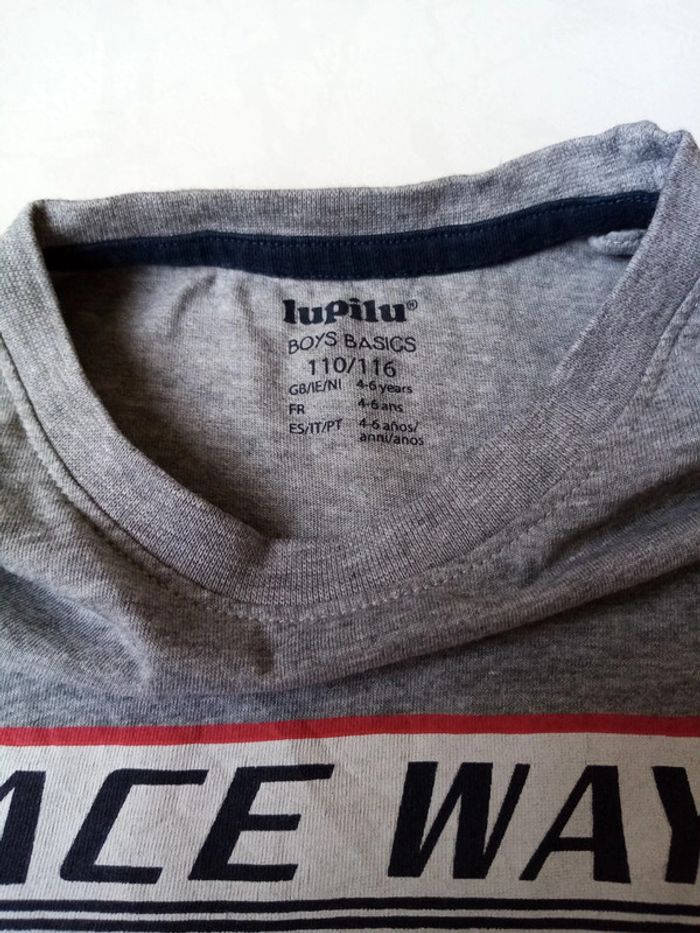 lupilu®
BOYS BASICS
110/116
GB/IE/NI 4-6 years
FR 4-6 ans
ES/IT/PT 4-6 años/
anni/anos
ACE WAY